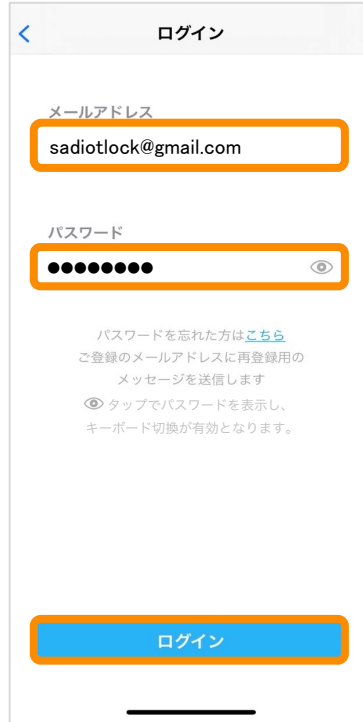 ログイン
メールアドレス
sadiotlock@gmail.com
パスワード
●●●●●●●●
パスワードを忘れた方はこちら
ご登録のメールアドレスに再登録用の
メッセージを送信します
タップでパスワードを表示し、
キーボード切換が有効となります。
ログイン